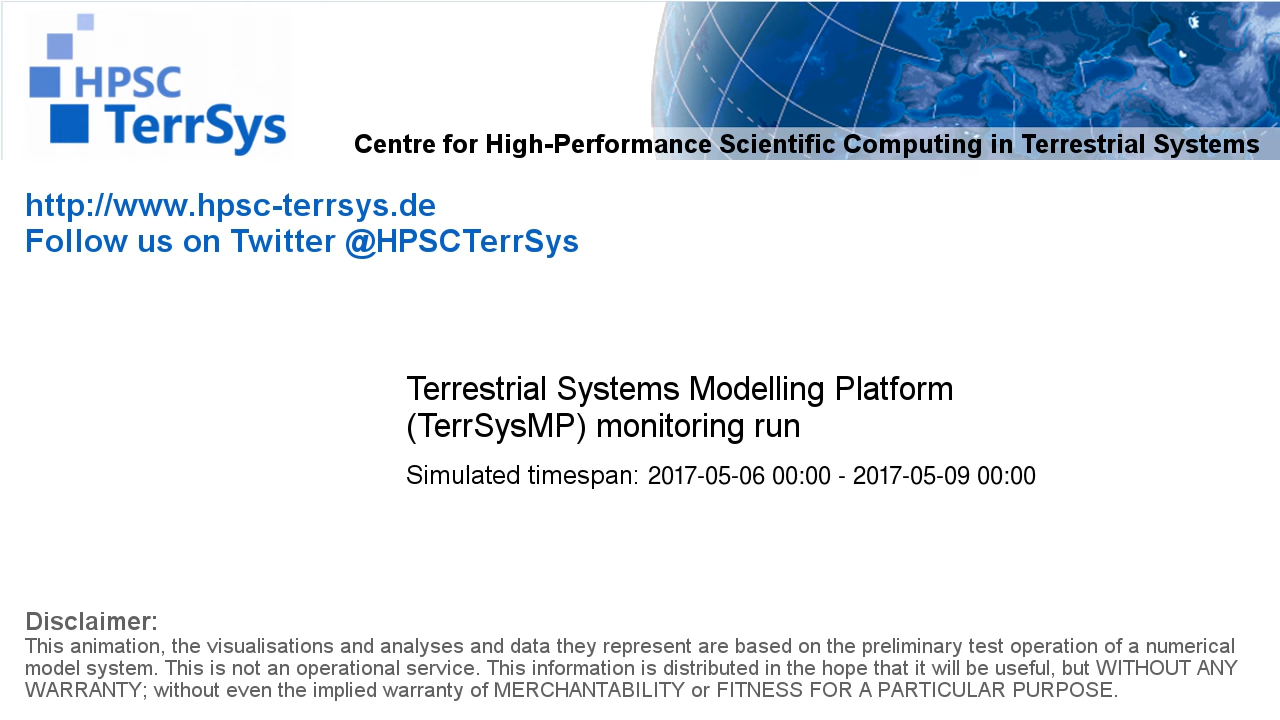 HPSC
TerrSys
Centre for High-Performance Scientific Computing in Terrestrial Systems
http://www.hpsc-terrsys.de
Follow us on Twitter @HPSCTerrSys
Terrestrial Systems Modelling Platform
(TerrSysMP) monitoring run
Simulated timespan: 2017-05-06 00:00 - 2017-05-09 00:00
Disclaimer:
This animation, the visualisations and analyses and data they represent are based on the preliminary test operation of a numerical
model system. This is not an operational service. This information is distributed in the hope that it will be useful, but WITHOUT ANY
WARRANTY; without even the implied warranty of MERCHANTABILITY or FITNESS FOR A PARTICULAR PURPOSE.